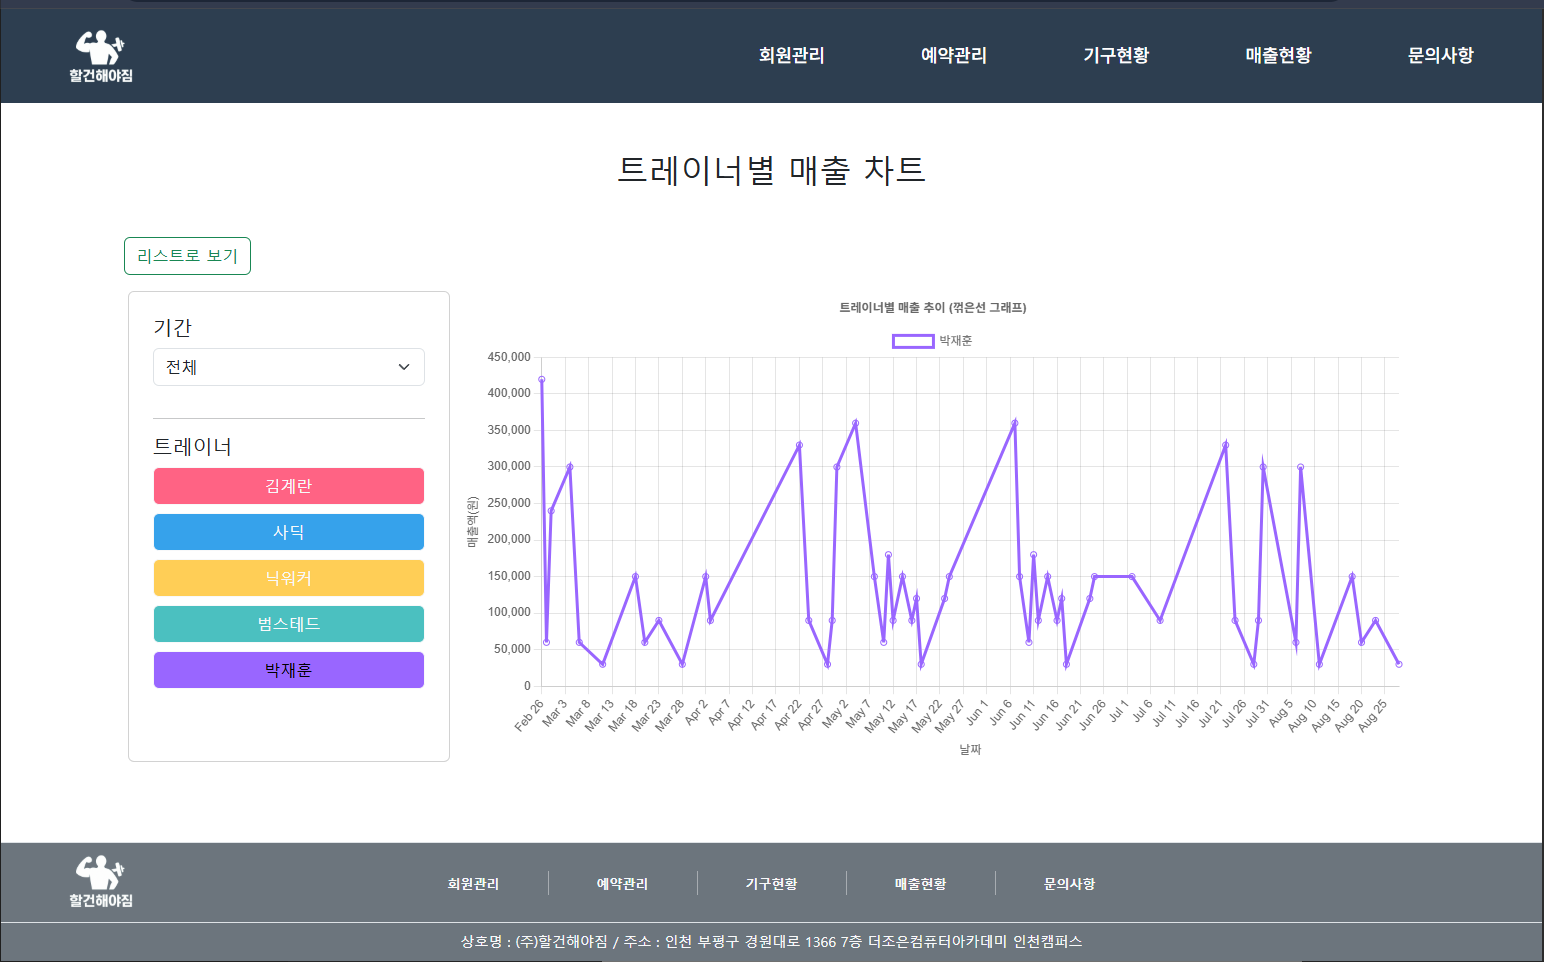 할건해야짐
회원관리
예약관리
기구현황
매출현황
문의사항
트레이너별 매출 차트
리스트로 보기
기간
전체
트레이너
김계란
사딕
닉워커
범스테드
박재훈
트레이너별 매출 추이 (꺾은선 그래프)
박재훈
매출액(원)
450,000
400,000
350,000
300,000
250,000
200,000
150,000
100,000
50,000
0
Feb 26
Mar 3
Mar 8
Mar 13
Mar 18
Mar 23
Mar 28
Apr 2
Apr 7
Apr 12
Apr 17
Apr 22
Apr 27
May 2
May 7
May 12
May 17
May 22
May 27
Jun 1
Jun 6
Jun 11
Jun 16
Jun 21
Jun 26
Jul 1
Jul 6
Jul 11
Jul 16
Jul 21
Jul 26
Jul 31
Aug 5
Aug 10
Aug 15
Aug 20
Aug 25
날짜
할건해야짐
회원관리
예약관리
기구현황
매출현황
문의사항
상호명 : (주)할건해야짐 / 주소 : 인천 부평구 경원대로 1366 7층 더조은컴퓨터아카데미 인천캠퍼스